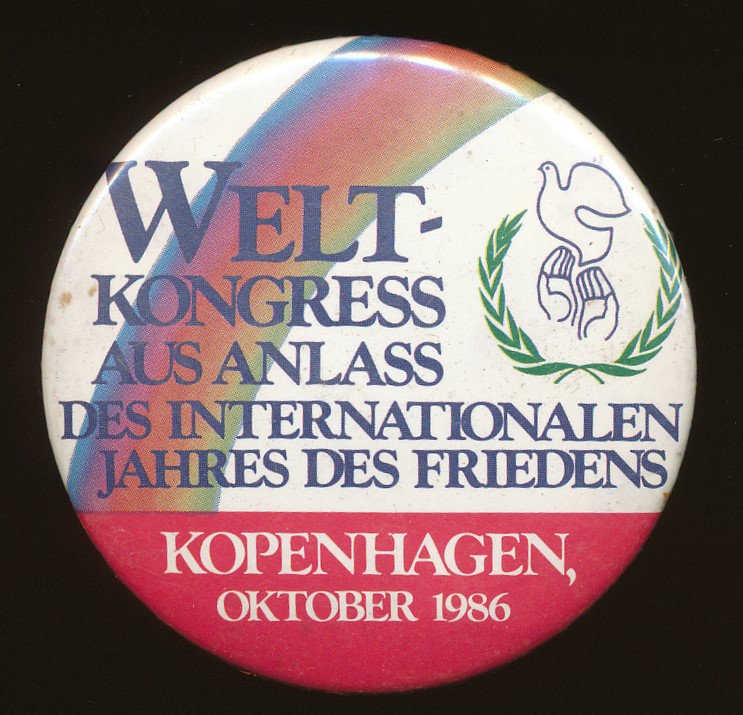 WELT-
KONGRESS
AUS ANLASS
DES INTERNATIONALEN
JAHRES DES FRIEDENS
KOPENHAGEN,
OKTOBER 1986